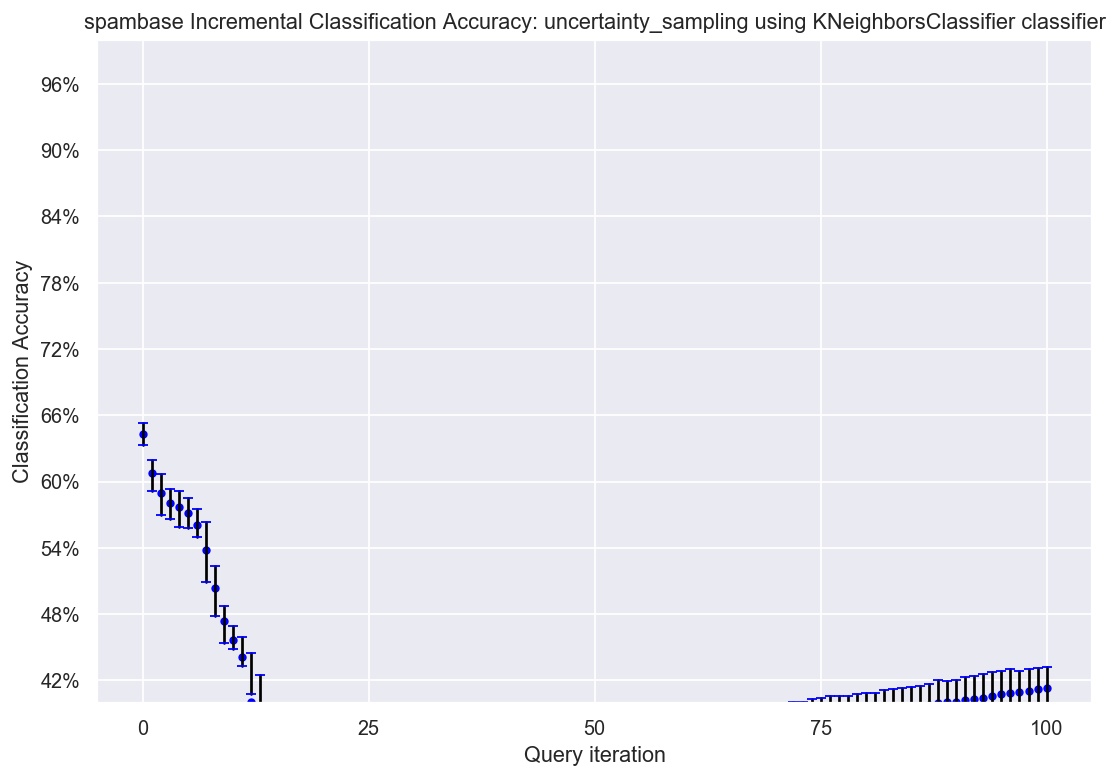 spambase Incremental Classification Accuracy: uncertainty_sampling using KNeighborsClassifier classifier
96%
90%
84%
78%
72%
66%
60%
54%
48%
42%
Classification Accuracy
0 25 50 75 100
Query iteration